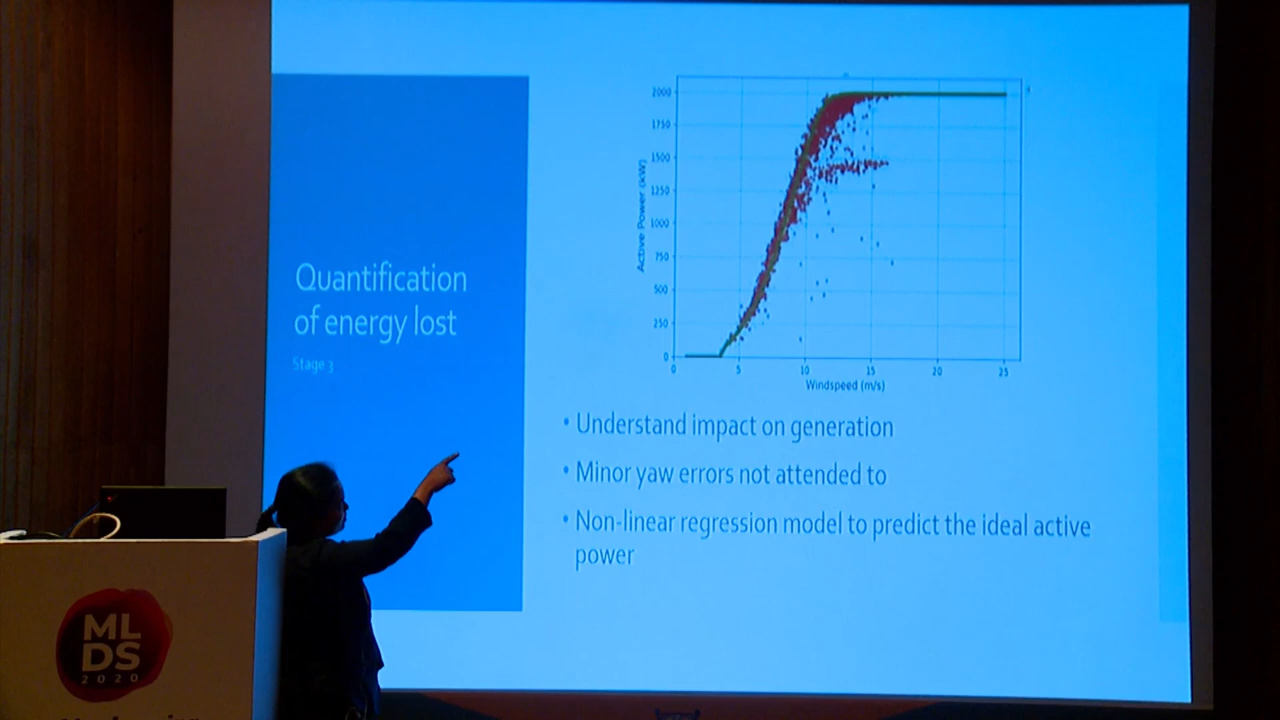 Quantification
of energy lost
Stage 3
Active Power (kW)
2000
1750
1500
1250
1000
750
500
250
0
0 5 10 15 20 25
Windspeed (m/s)
• Understand impact on generation
• Minor yaw errors not attended to
• Non-linear regression model to predict the ideal active
power
ML
DS
2020